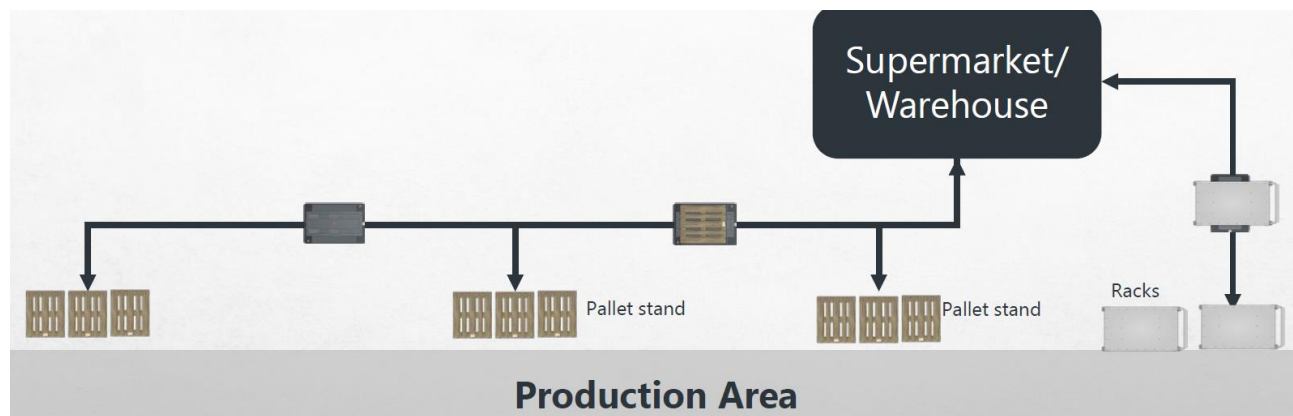 Supermarket/
Warehouse
Racks
Pallet stand
Pallet stand
Production Area